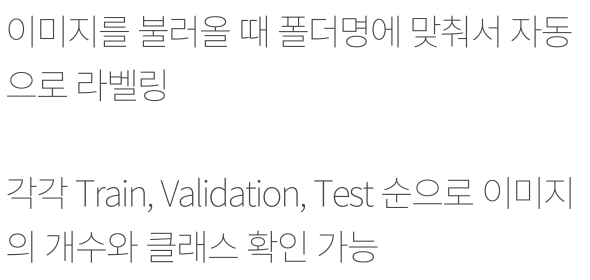 이미지를 불러올 때 폴더명에 맞춰서 자동
으로 라벨링
각각 Train, Validation, Test 순으로 이미지
의 개수와 클래스 확인 가능